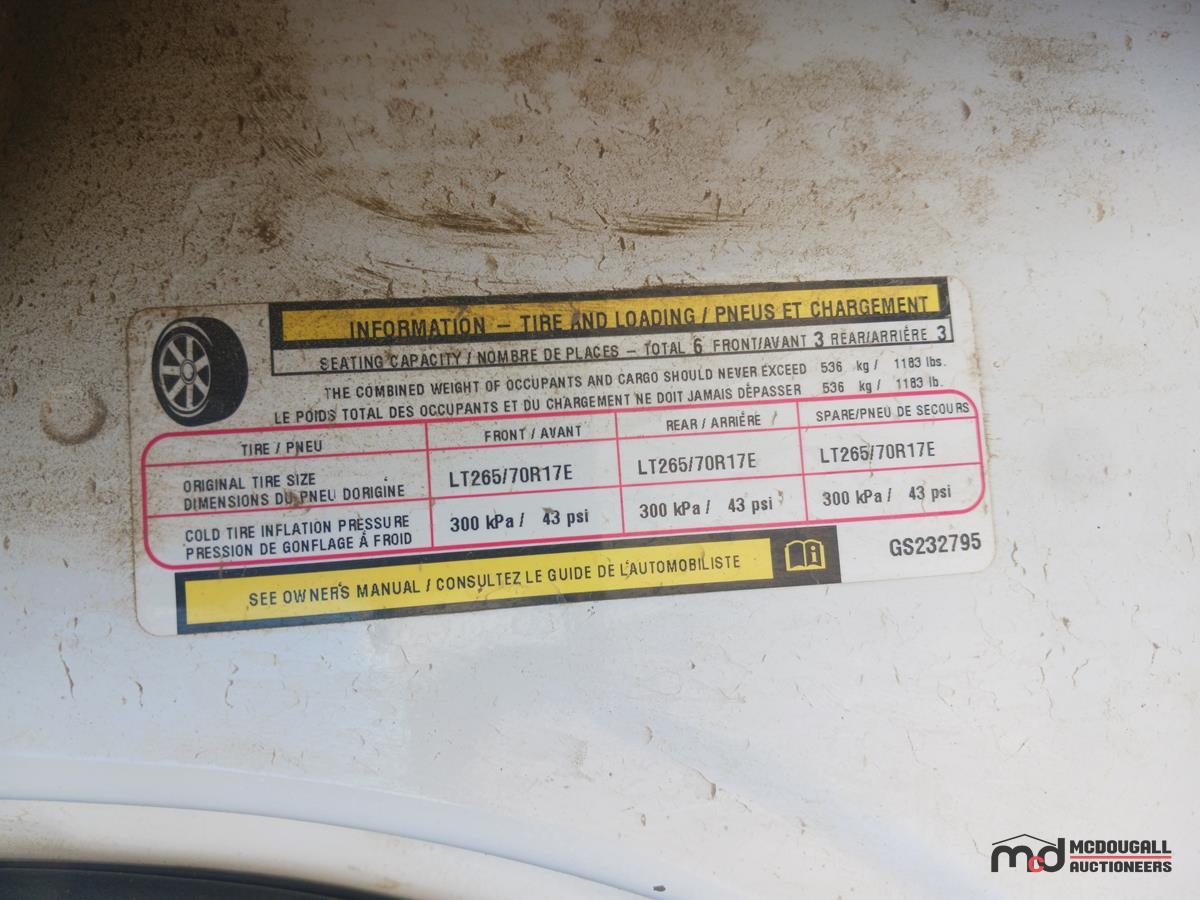 INFORMATION – TIRE AND LOADING / PNEUS ET CHARGEMENT
SEATING CAPACITY / NOMBRE DE PLACES – TOTAL 6 FRONT/AVANT 3 REAR/ARRIÈRE 3
THE COMBINED WEIGHT OF OCCUPANTS AND CARGO SHOULD NEVER EXCEED 536 kg / 1183 lbs.
LE POIDS TOTAL DES OCCUPANTS ET DU CHARGEMENT NE DOIT JAMAIS DÉPASSER 536 kg / 1183 lb.
TIRE / PNEU FRONT / AVANT REAR / ARRIÈRE SPARE/PNEU DE SECOURS
ORIGINAL TIRE SIZE
DIMENSIONS DU PNEU DORIGINE
LT265/70R17E LT265/70R17E LT265/70R17E
COLD TIRE INFLATION PRESSURE
PRESSION DE GONFLAGE À FROID
300 kPa / 43 psi 300 kPa / 43 psi 300 kPa / 43 psi
SEE OWNER'S MANUAL / CONSULTEZ LE GUIDE DE L'AUTOMOBILISTE
GS232795
mcd MCDOUGALL
AUCTIONEERS